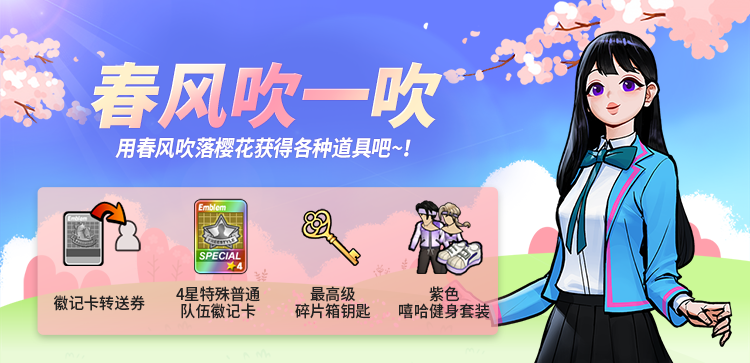 春风吹一吹
用春风吹落樱花获得各种道具吧~!
Emblem
徽记卡转送券
Emblem
FREESTYLE
SPECIAL
★4
4星特殊普通
队伍徽记卡
最高级
碎片箱钥匙
紫色
嘻哈健身套装